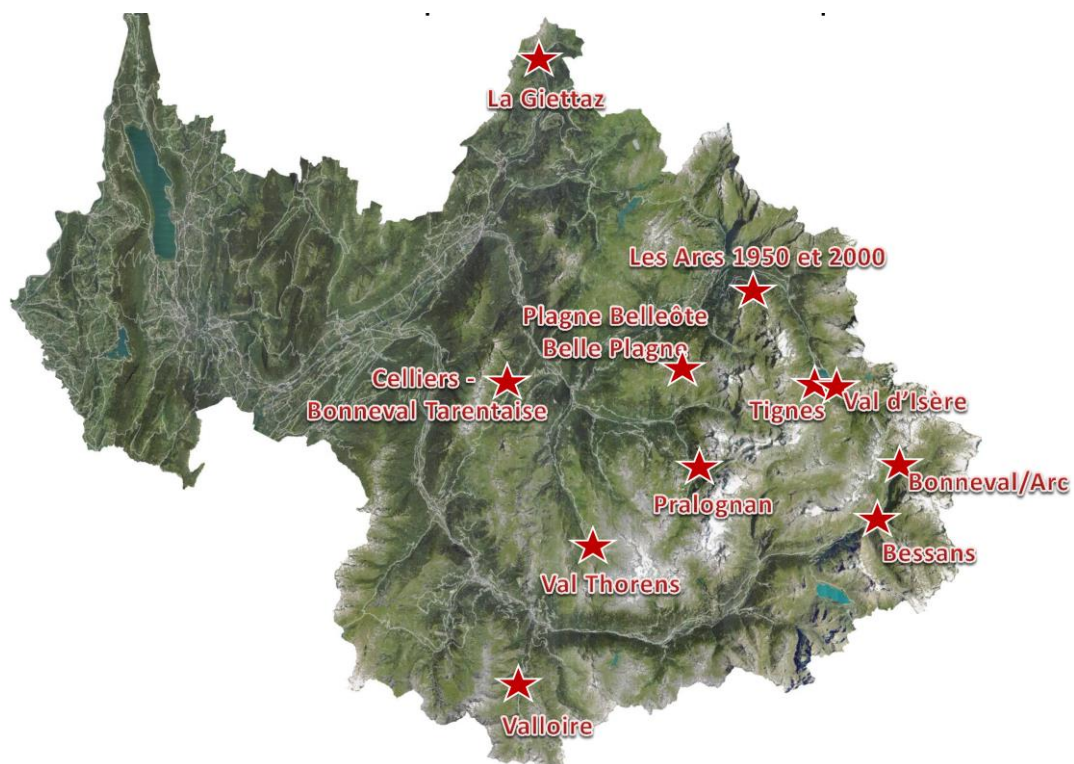 La Giettaz
Les Arcs 1950 et 2000
Plagne Belleôte
Belle Plagne
Celliers -
Bonneval Tarentaise
Tignes
Val d'Isère
Pralognan
Bonneval/Arc
Bessans
Val Thorens
Valloire